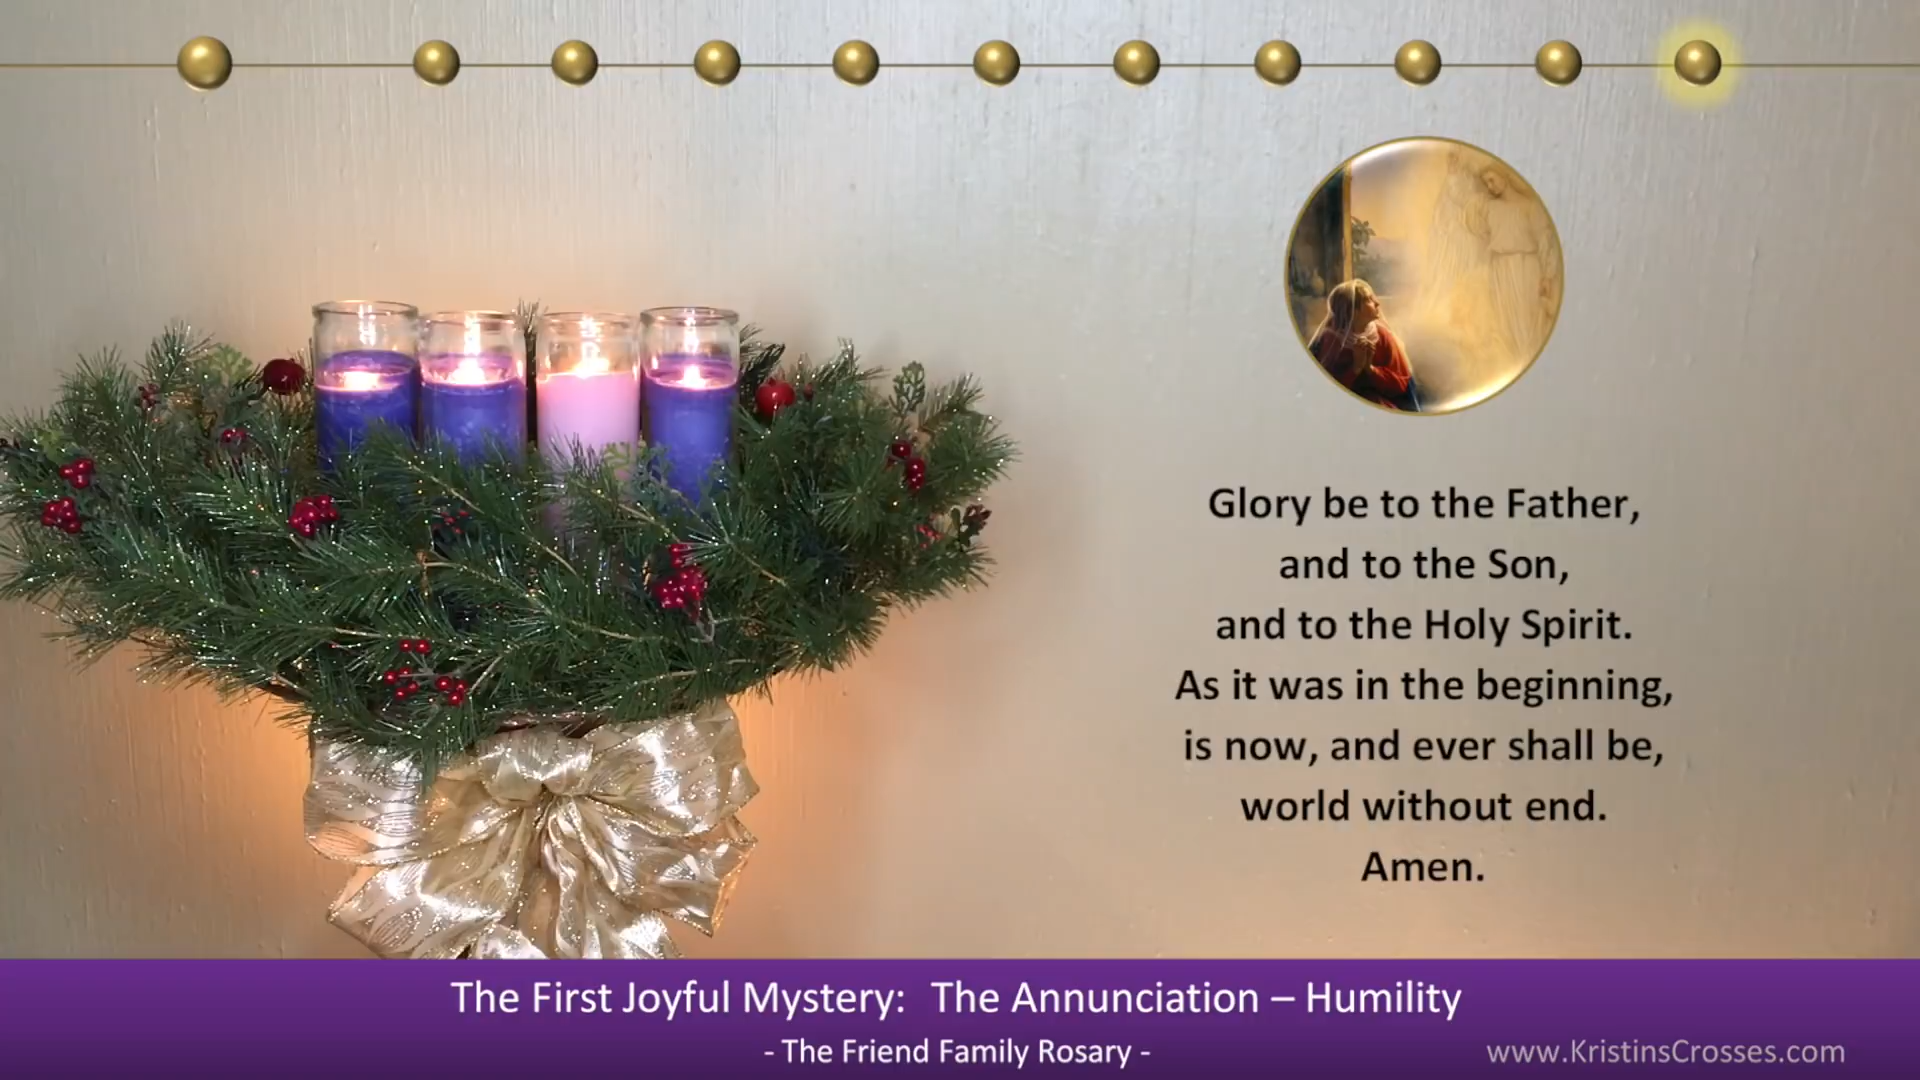 Glory be to the Father,
and to the Son,
and to the Holy Spirit.
As it was in the beginning,
is now, and ever shall be,
world without end.
Amen.
The First Joyful Mystery:  The Annunciation – Humility
- The Friend Family Rosary -
www.KristinsCrosses.com